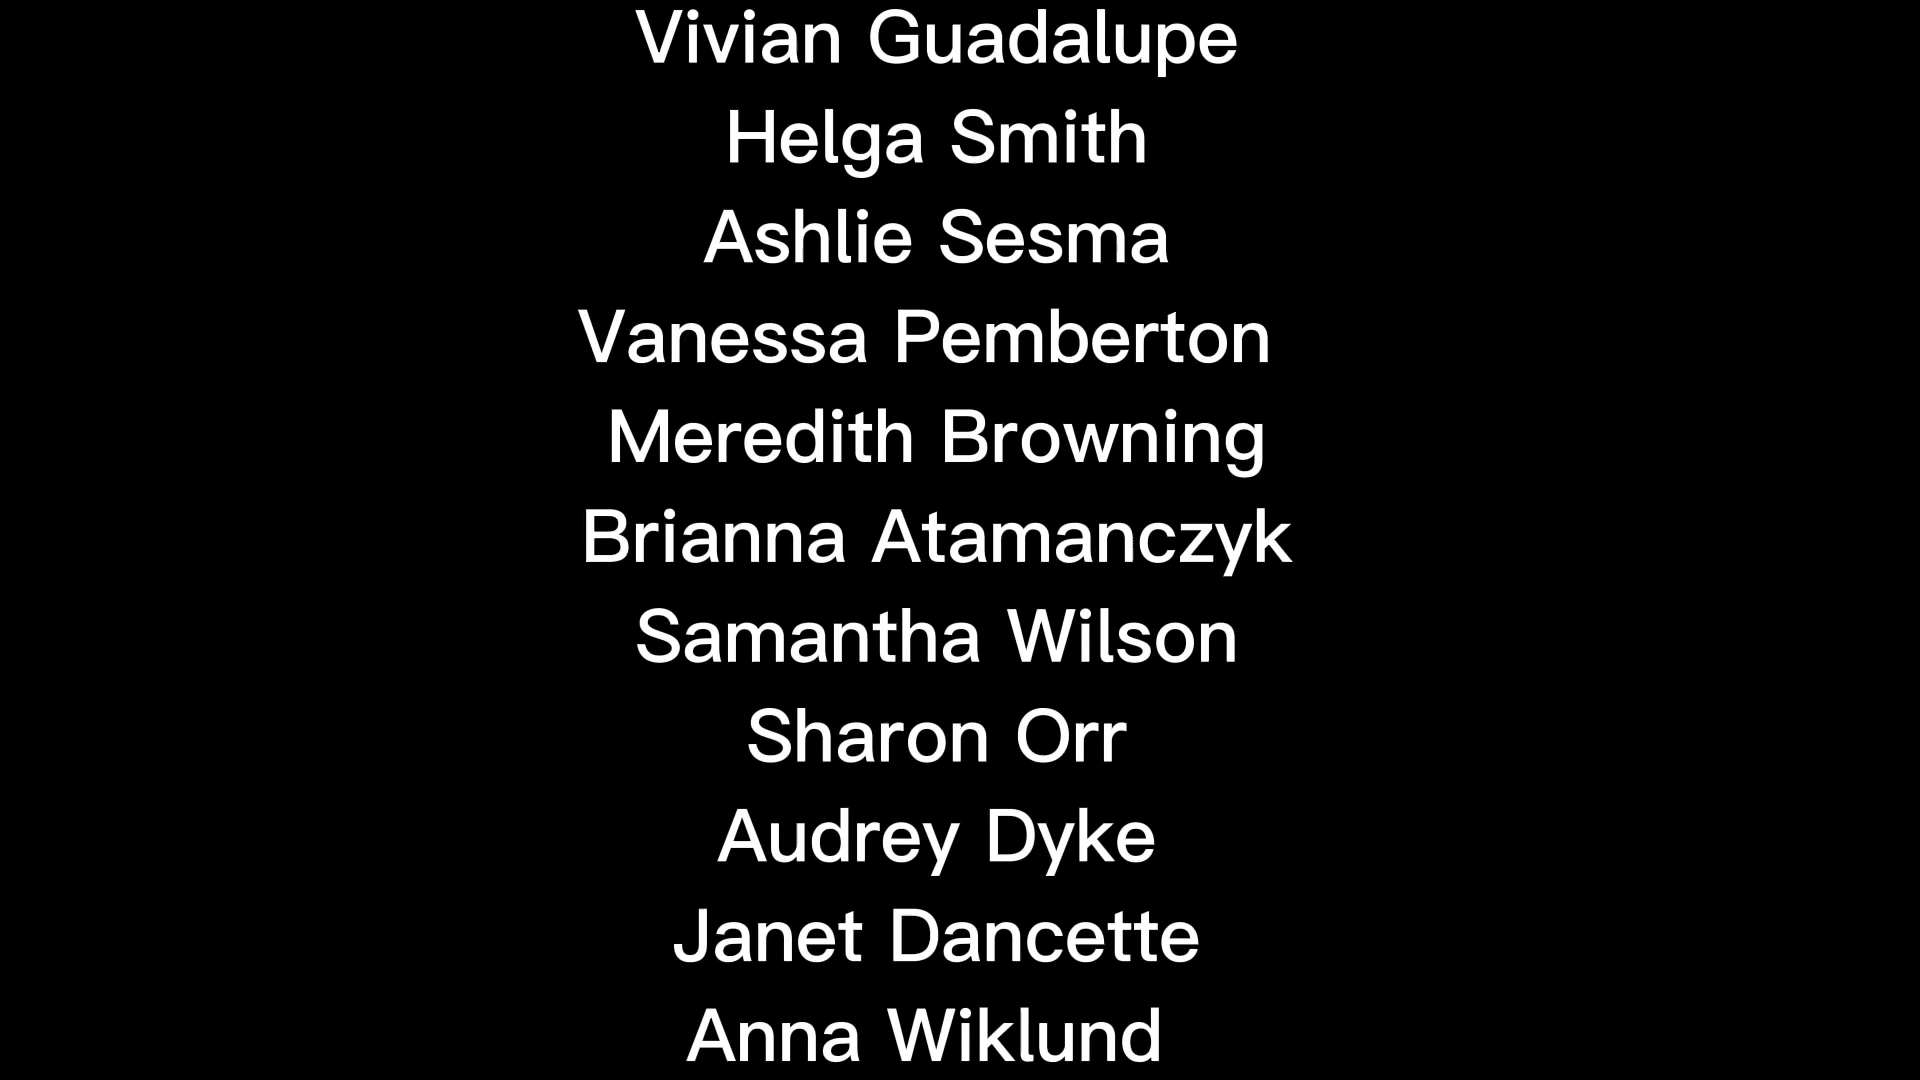 Vivian Guadalupe
Helga Smith
Ashlie Sesma
Vanessa Pemberton
Meredith Browning
Brianna Atamanczyk
Samantha Wilson
Sharon Orr
Audrey Dyke
Janet Dancette
Anna Wiklund